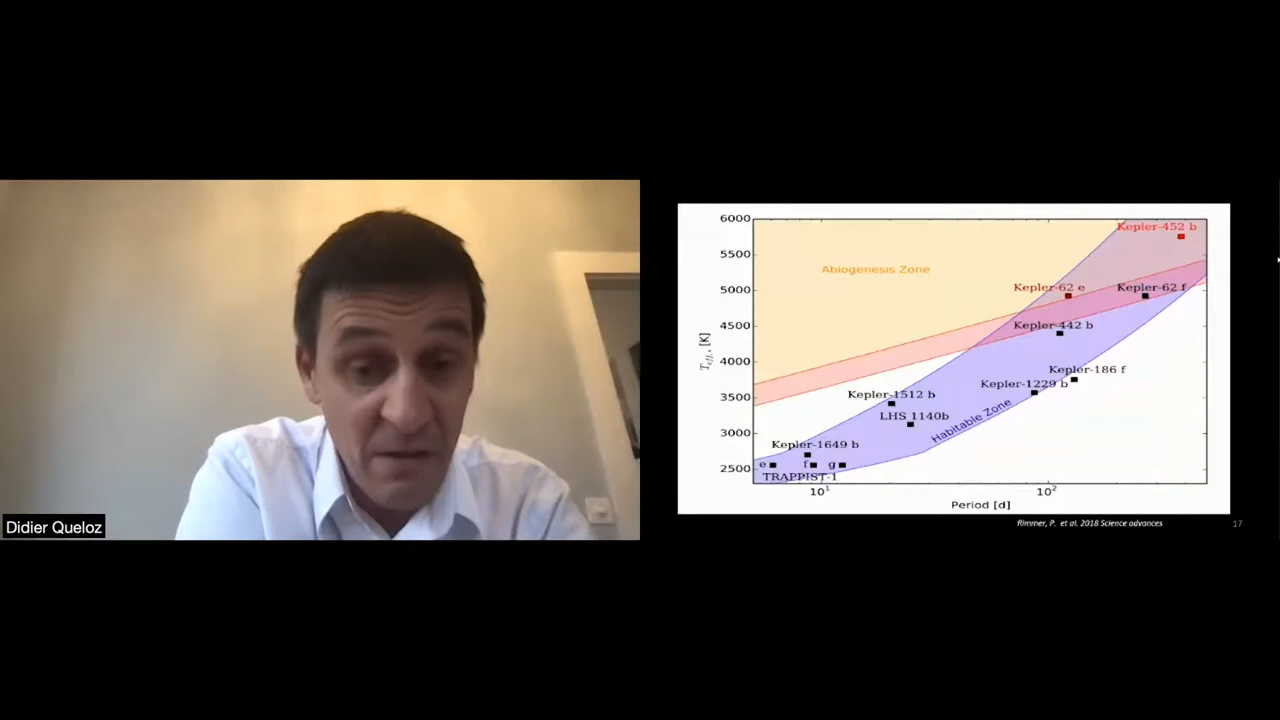 Didier Queloz
6000
5500
5000
4500
4000
3500
3000
2500
T_eff,* [K]
Abiogenesis Zone
Kepler-452 b
Kepler-62 e
Kepler-62 f
Kepler-442 b
Kepler-186 f
Kepler-1229 b
Kepler-1512 b
LHS 1140b
Habitable Zone
Kepler-1649 b
e f g
TRAPPIST-1
10¹ 10²
Period [d]
Rimmer, P. et al. 2018 Science advances
17